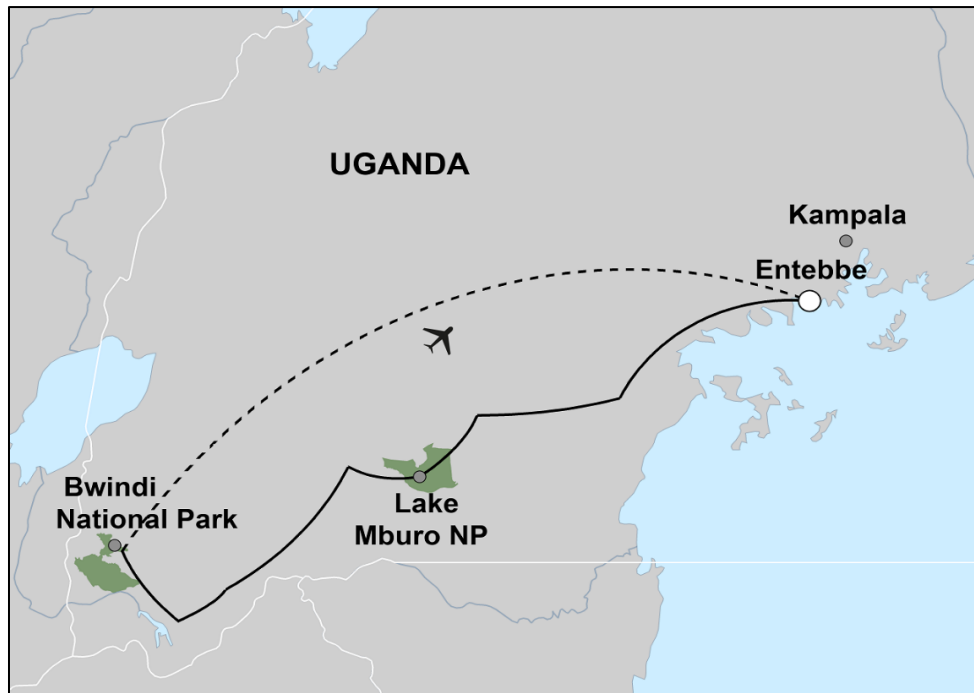 UGANDA
Kampala
Entebbe
Bwindi
National Park
Lake
Mburo NP